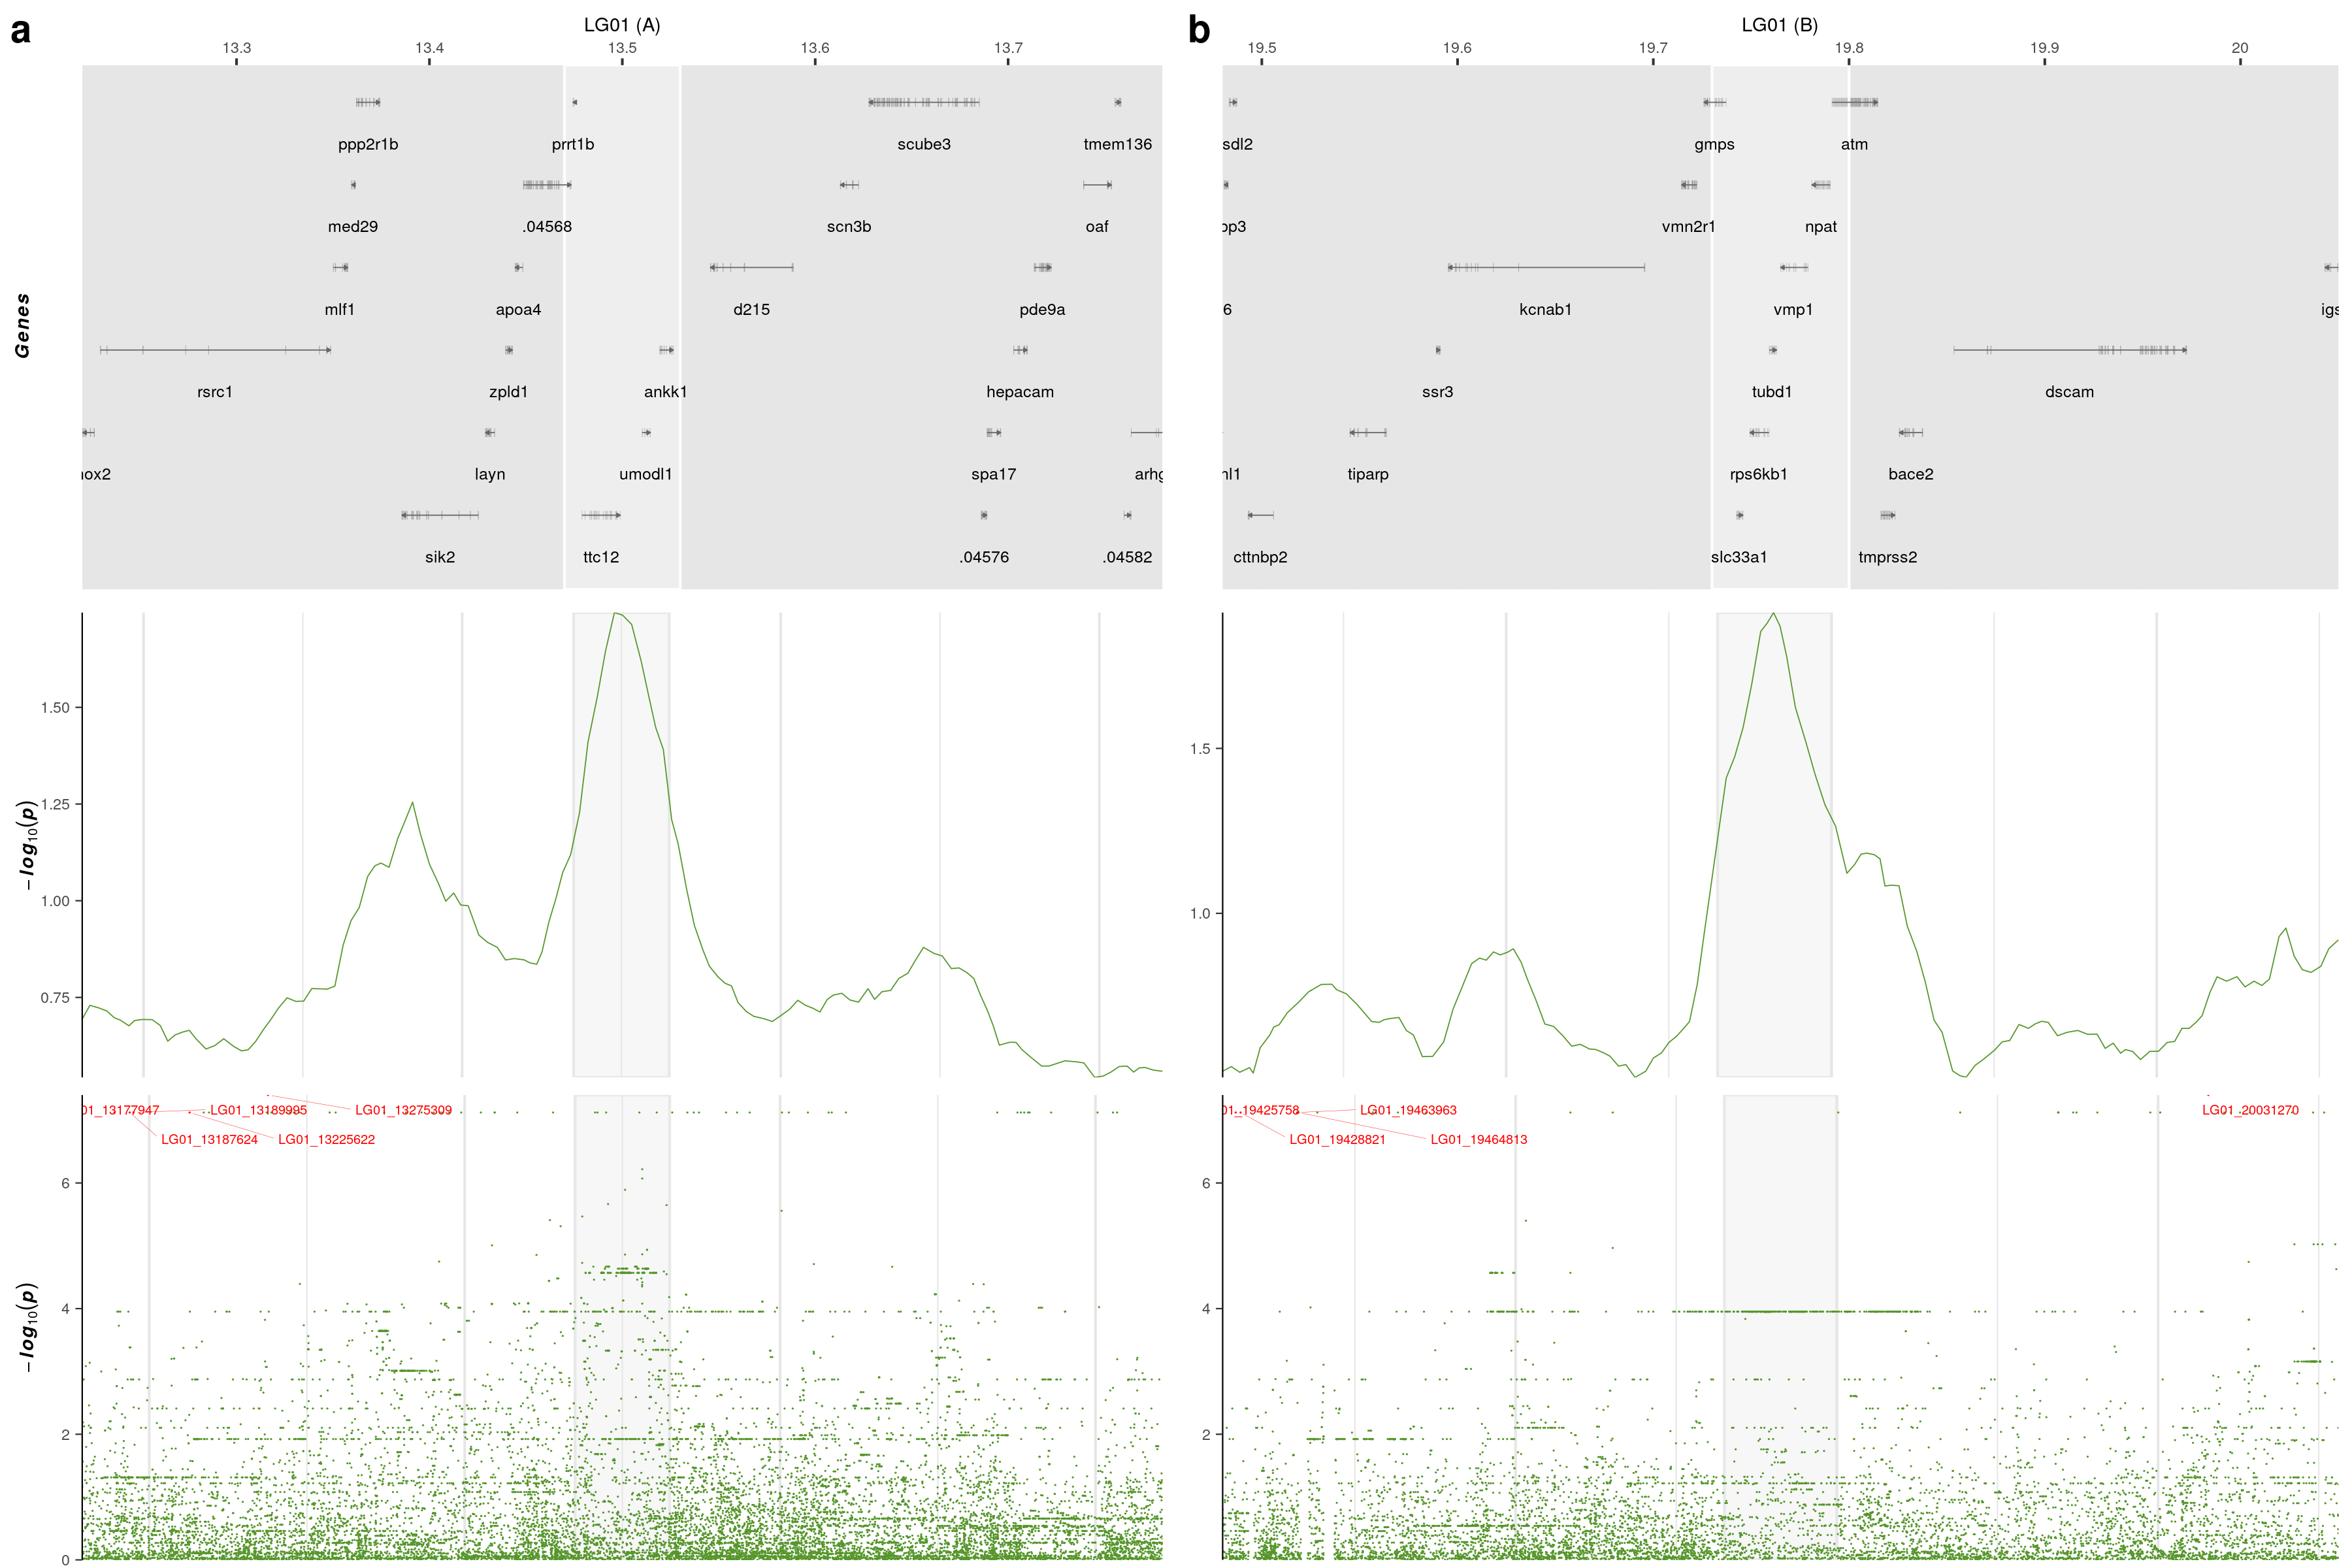 a
LG01 (A)
13.3 13.4 13.5 13.6 13.7
ppp2r1b prrt1b scube3 tmem136
med29 .04568 scn3b oaf
mlf1 apoa4 d215 pde9a
rsrc1 zpld1 ankk1 hepacam
layn umodl1 spa17
sik2 ttc12 .04576 .04582
Genes
1.50
1.25
1.00
0.75
−log10(p)
LG01_13189995 LG01_13275309
LG01_13187624 LG01_13225622
6
4
2
0
−log10(p)
b
LG01 (B)
19.5 19.6 19.7 19.8 19.9 20
sdl2 gmps atm
vmn2r1 npat
6 kcnab1 vmp1
ssr3 tubd1 dscam
tiparp rps6kb1 bace2
cttnbp2 slc33a1 tmprss2
1.5
1.0
LG01_19463963 LG01_20031270
LG01_19428821 LG01_19464813
6
4
2